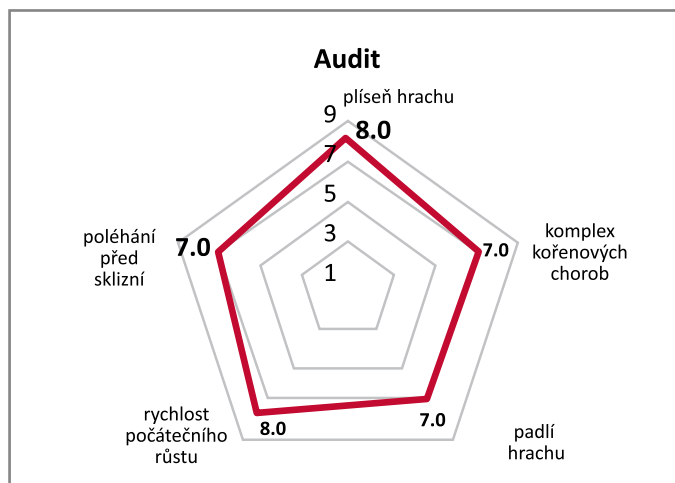 Audit
plíseň hrachu
9
8.0
7
5
3
1
komplex
kořenových
chorob
7.0
poléhání
před
sklizní
7.0
rychlost
počátečního
růstu
8.0
7.0
padlí
hrachu